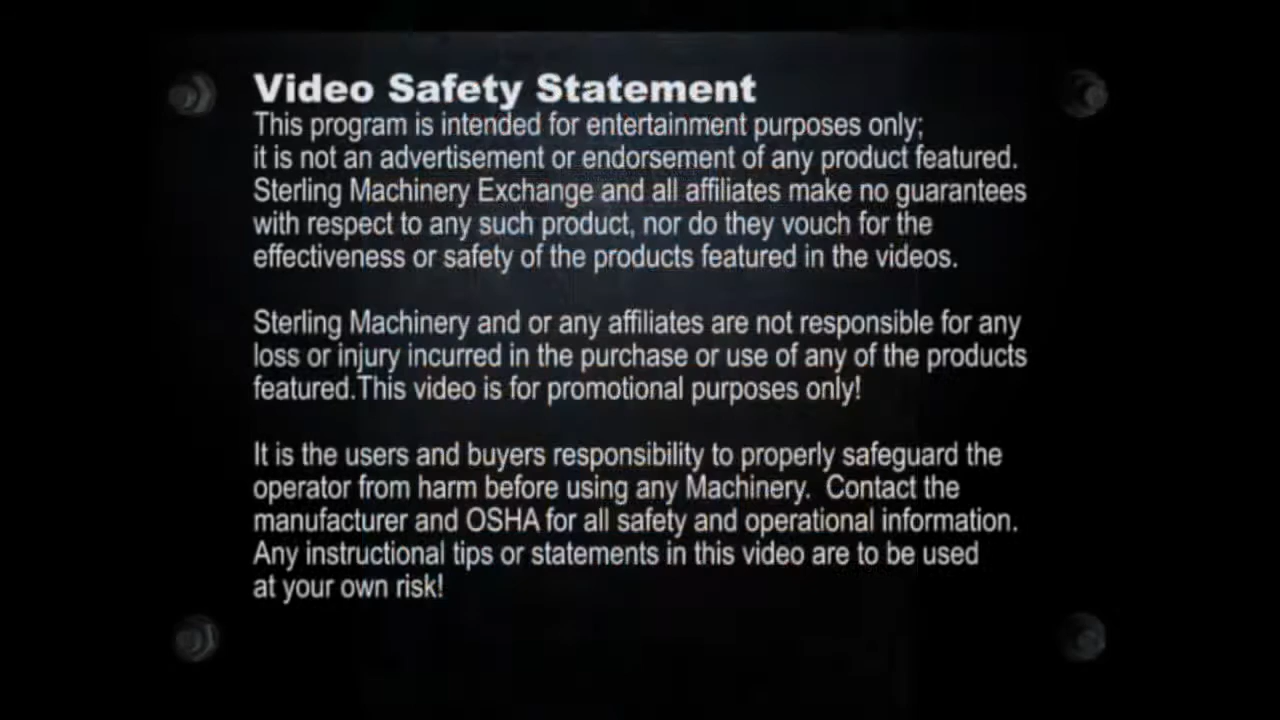 Video Safety Statement
This program is intended for entertainment purposes only;
it is not an advertisement or endorsement of any product featured.
Sterling Machinery Exchange and all affiliates make no guarantees
with respect to any such product, nor do they vouch for the
effectiveness or safety of the products featured in the videos.
Sterling Machinery and or any affiliates are not responsible for any
loss or injury incurred in the purchase or use of any of the products
featured.This video is for promotional purposes only!
It is the users and buyers responsibility to properly safeguard the
operator from harm before using any Machinery.  Contact the
manufacturer and OSHA for all safety and operational information.
Any instructional tips or statements in this video are to be used
at your own risk!